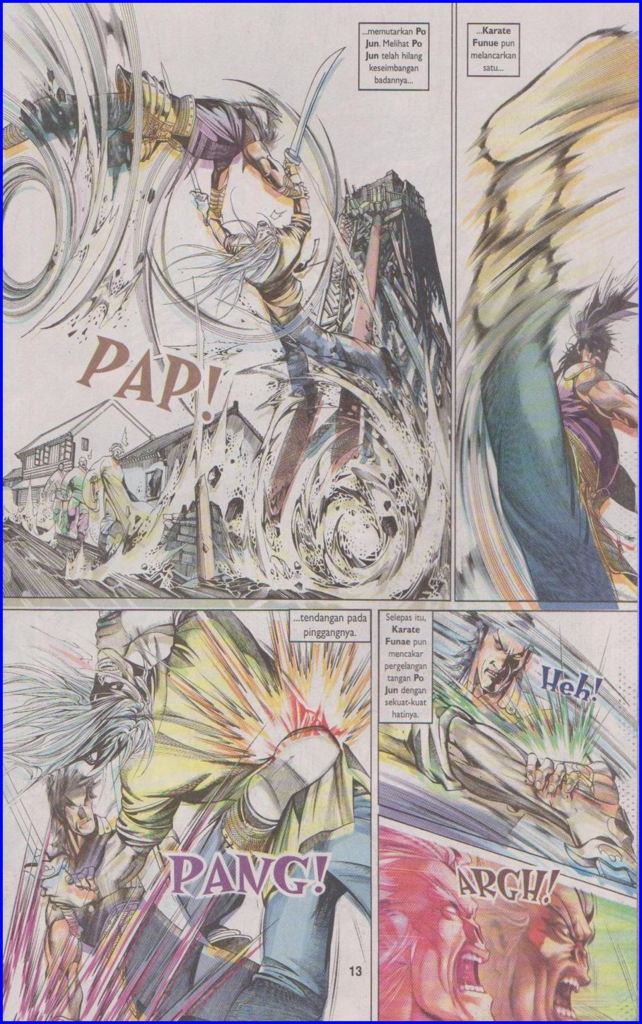 ...memutarkan Po
Jun. Melihat Po
Jun telah hilang
keseimbangan
badannya...
...Karate
Funue pun
melancarkan
satu...
PAP!
...tendangan pada
pinggangnya.
Selepas itu,
Karate
Funae pun
mencakar
pergelangan
tangan Po
Jun dengan
sekuat-kuat
hatinya.
Heh!
PANG!
ARGH!
13